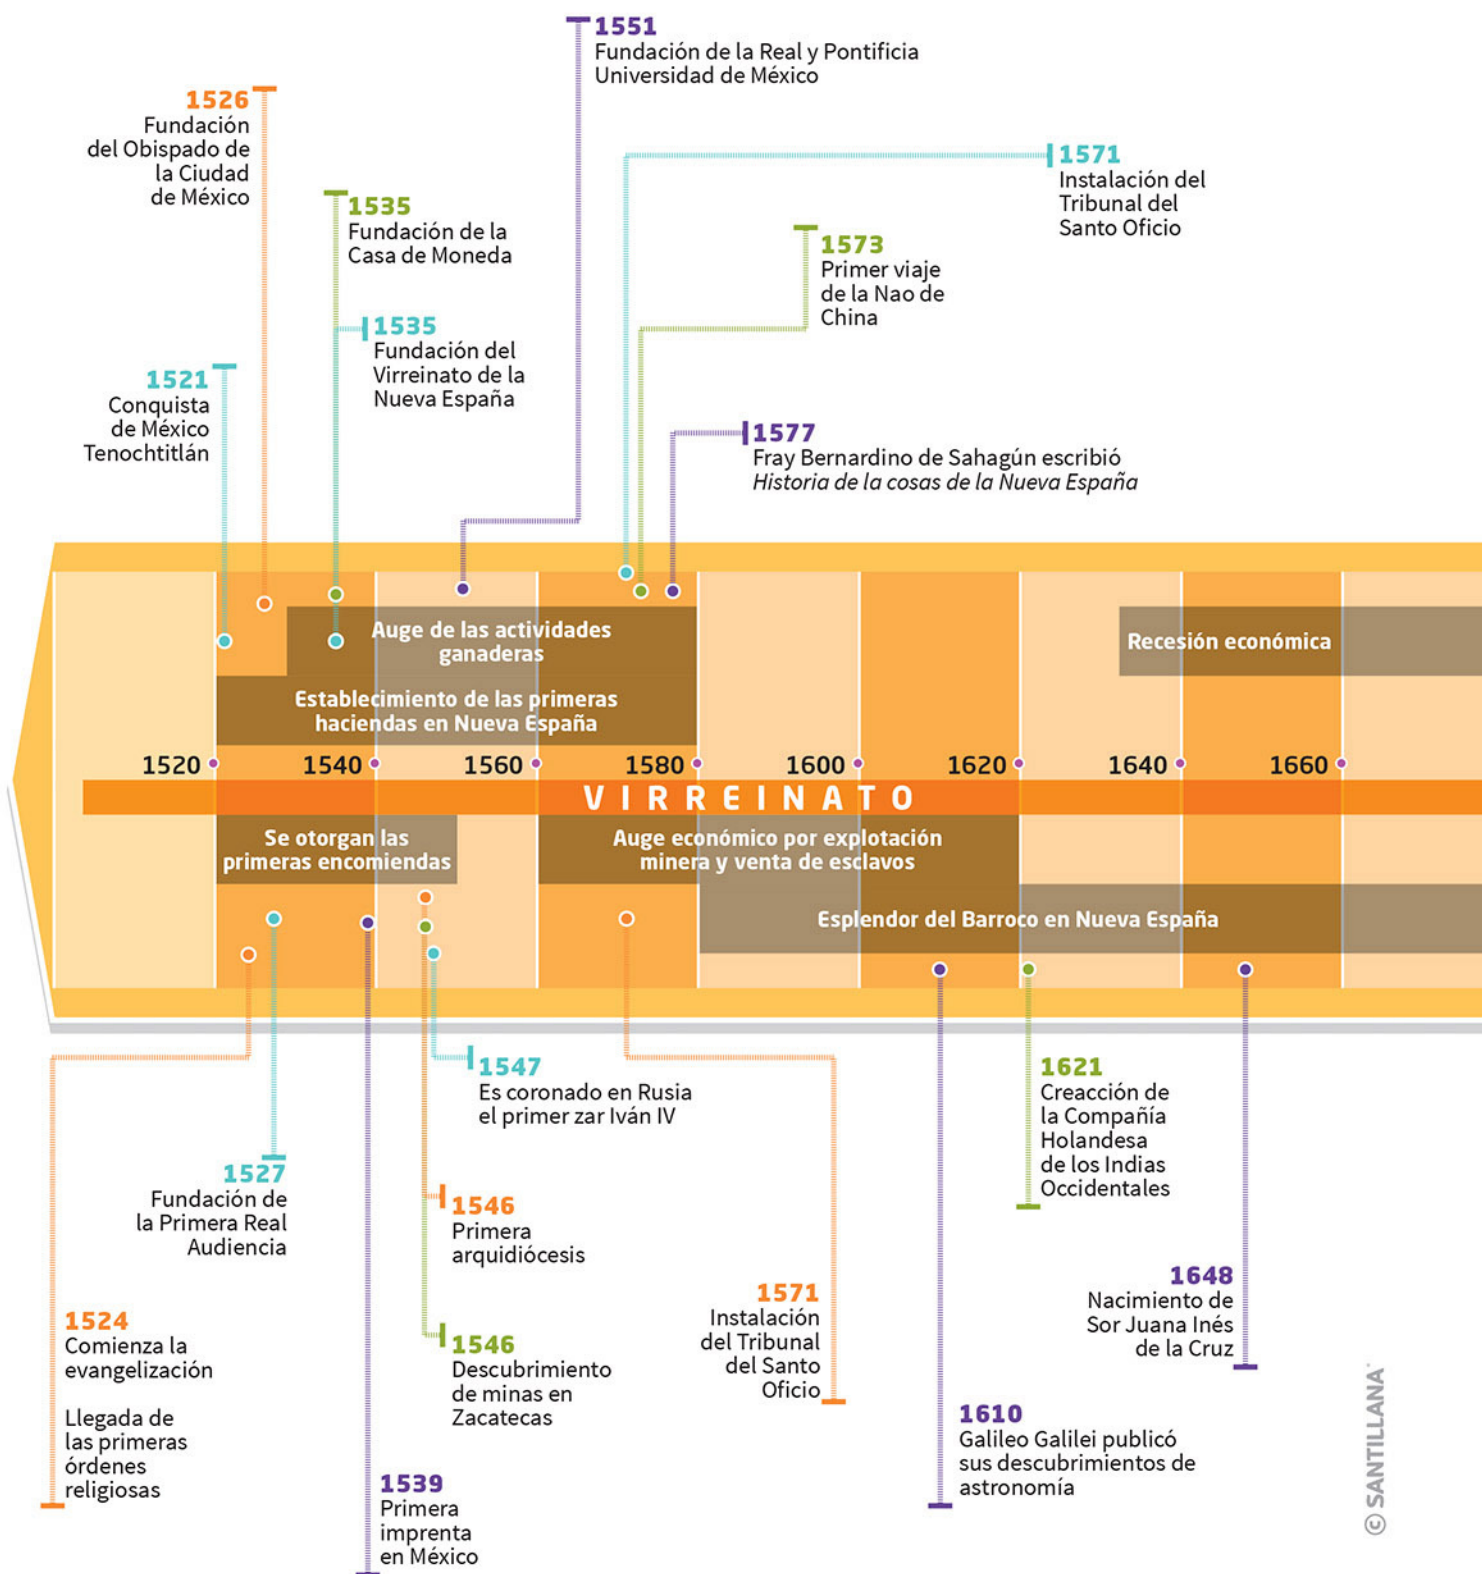 1551
Fundación de la Real y Pontificia
Universidad de México
1526
Fundación
del Obispado de
la Ciudad
de México
1571
Instalación del
Tribunal del
Santo Oficio
1535
Fundación de la
Casa de Moneda
1573
Primer viaje
de la Nao de
China
1535
Fundación del
Virreinato de la
Nueva España
1521
Conquista
de México
Tenochtitlán
1577
Fray Bernardino de Sahagún escribió
Historia de la cosas de la Nueva España
Auge de las actividades
ganaderas
Recesión económica
Establecimiento de las primeras
haciendas en Nueva España
1520 1540 1560 1580 1600 1620 1640 1660
VIRREINATO
Se otorgan las
primeras encomiendas
Auge económico por explotación
minera y venta de esclavos
Esplendor del Barroco en Nueva España
1547
Es coronado en Rusia
el primer zar Iván IV
1621
Creacción de
la Compañía
Holandesa
de los Indias
Occidentales
1527
Fundación de
la Primera Real
Audiencia
1546
Primera
arquidiócesis
1648
Nacimiento de
Sor Juana Inés
de la Cruz
1571
Instalación
del Tribunal
del Santo
Oficio
1524
Comienza la
evangelización
Llegada de
las primeras
órdenes
religiosas
1546
Descubrimiento
de minas en
Zacatecas
1610
Galileo Galilei publicó
sus descubrimientos de
astronomía
1539
Primera
imprenta
en México
© SANTILLANA